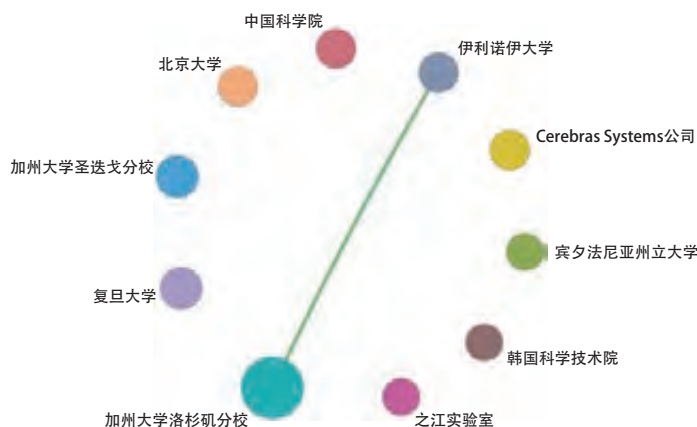 中国科学院
伊利诺伊大学
北京大学
Cerebras Systems公司
加州大学圣迭戈分校
宾夕法尼亚州立大学
复旦大学
韩国科学技术院
加州大学洛杉矶分校
之江实验室